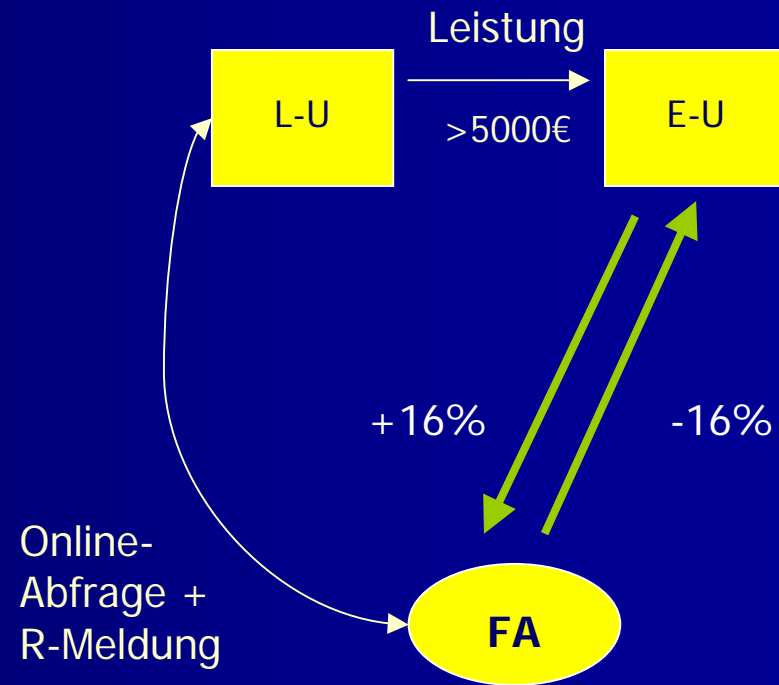 Leistung
L-U
>5000€
E-U
+16%
-16%
Online-
Abfrage +
R-Meldung
FA